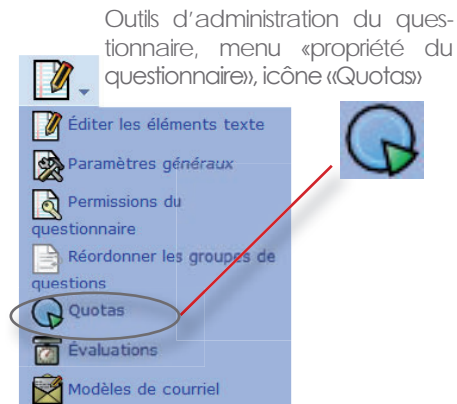 Outils d'administration du ques-
tionnaire, menu «propriété du
questionnaire», icône «Quotas»
Éditer les éléments texte
Paramètres généraux
Permissions du
questionnaire
Réordonner les groupes de
questions
Quotas
Évaluations
Modèles de courriel